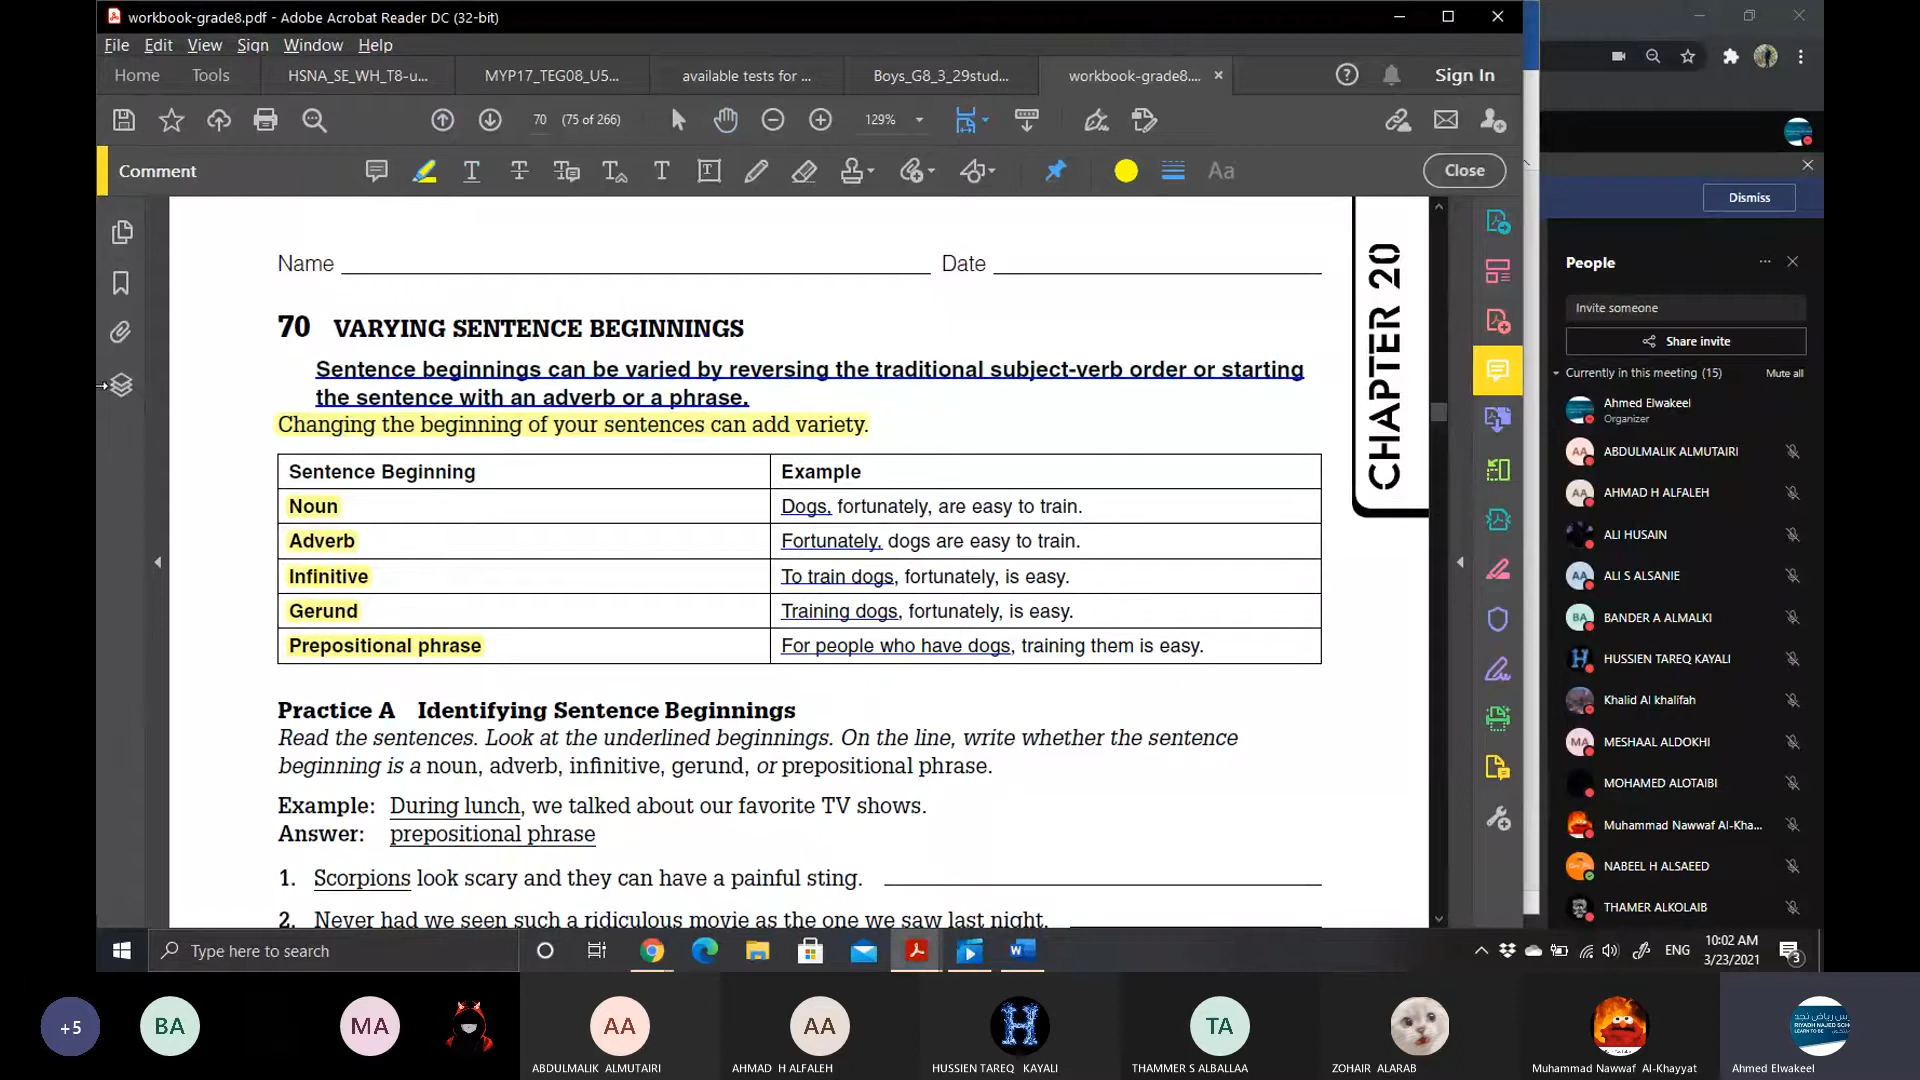 workbook-grade8.pdf - Adobe Acrobat Reader DC (32-bit)
File Edit View Sign Window Help
Home Tools HSNA_SE_WH_T8-u... MYP17_TEG08_U5... available tests for ... Boys_G8_3_29stud... workbook-grade8.... Sign In
70 (75 of 266) 129%
Comment Close
Name Date
CHAPTER 20
70 VARYING SENTENCE BEGINNINGS
Sentence beginnings can be varied by reversing the traditional subject-verb order or starting
the sentence with an adverb or a phrase.
Changing the beginning of your sentences can add variety.
Sentence Beginning Example
Noun Dogs, fortunately, are easy to train.
Adverb Fortunately, dogs are easy to train.
Infinitive To train dogs, fortunately, is easy.
Gerund Training dogs, fortunately, is easy.
Prepositional phrase For people who have dogs, training them is easy.
Practice A Identifying Sentence Beginnings
Read the sentences. Look at the underlined beginnings. On the line, write whether the sentence
beginning is a noun, adverb, infinitive, gerund, or prepositional phrase.
Example: During lunch, we talked about our favorite TV shows.
Answer: prepositional phrase
1. Scorpions look scary and they can have a painful sting.
2. Never had we seen such a ridiculous movie as the one we saw last night.
Dismiss
People
Invite someone
Share invite
Currently in this meeting (15) Mute all
Ahmed Elwakeel
Organizer
AA ABDULMALIK ALMUTAIRI
AA AHMAD H ALFALEH
ALI HUSAIN
AA ALI S ALSANIE
BA BANDER A ALMALKI
HUSSIEN TAREQ KAYALI
Khalid Al khalifah
MA MESHAAL ALDOKHI
MOHAMED ALOTAIBI
Muhammad Nawwaf Al-Kha...
NABEEL H ALSAEED
THAMER ALKOLAIB
Type here to search
ENG
10:02 AM
3/23/2021
3
+5 BA MA AA AA H TA
ABDULMALIK ALMUTAIRI AHMAD H ALFALEH HUSSIEN TAREQ KAYALI THAMMER S ALBALLAA ZOHAIR ALARAB Muhammad Nawwaf Al-Khayyat Ahmed Elwakeel